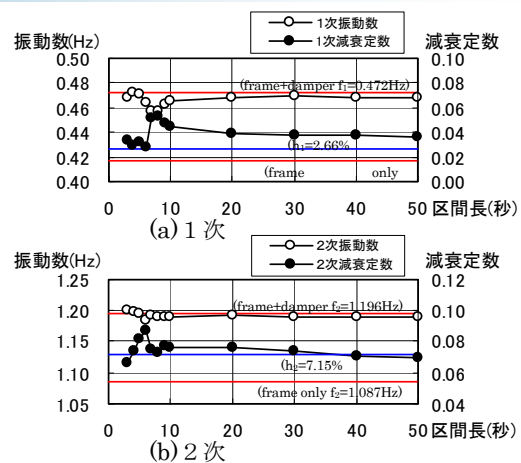 1次振動数
1次減衰定数
振動数(Hz) 減衰定数
0.50 0.10
(frame+damper f₁=0.472Hz)
0.48 0.08
0.46 0.06
0.44 0.04
(h₁=2.66%
0.42 0.02
(frame only
0.40 0.00
0 10 20 30 40 50 区間長(秒)
(a) 1 次
2次振動数
2次減衰定数
振動数(Hz) 減衰定数
1.25 0.12
(frame+damper f₂=1.196Hz)
1.20 0.10
1.15 0.08
(h₂=7.15%
1.10 0.06
(frame only f₂=1.087Hz)
1.05 0.04
0 10 20 30 40 50 区間長(秒)
(b) 2 次